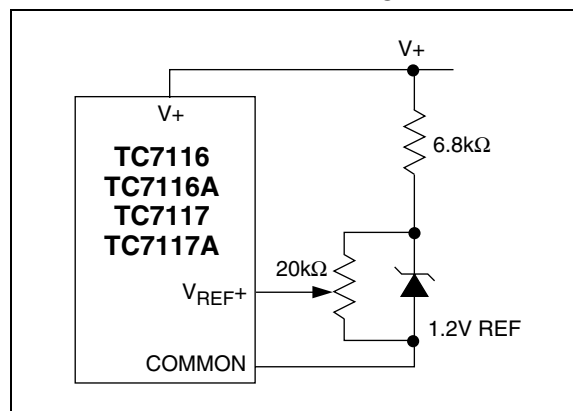 V+
V+
TC7116
TC7116A
TC7117
TC7117A
6.8kΩ
20kΩ
VREF+
1.2V REF
COMMON